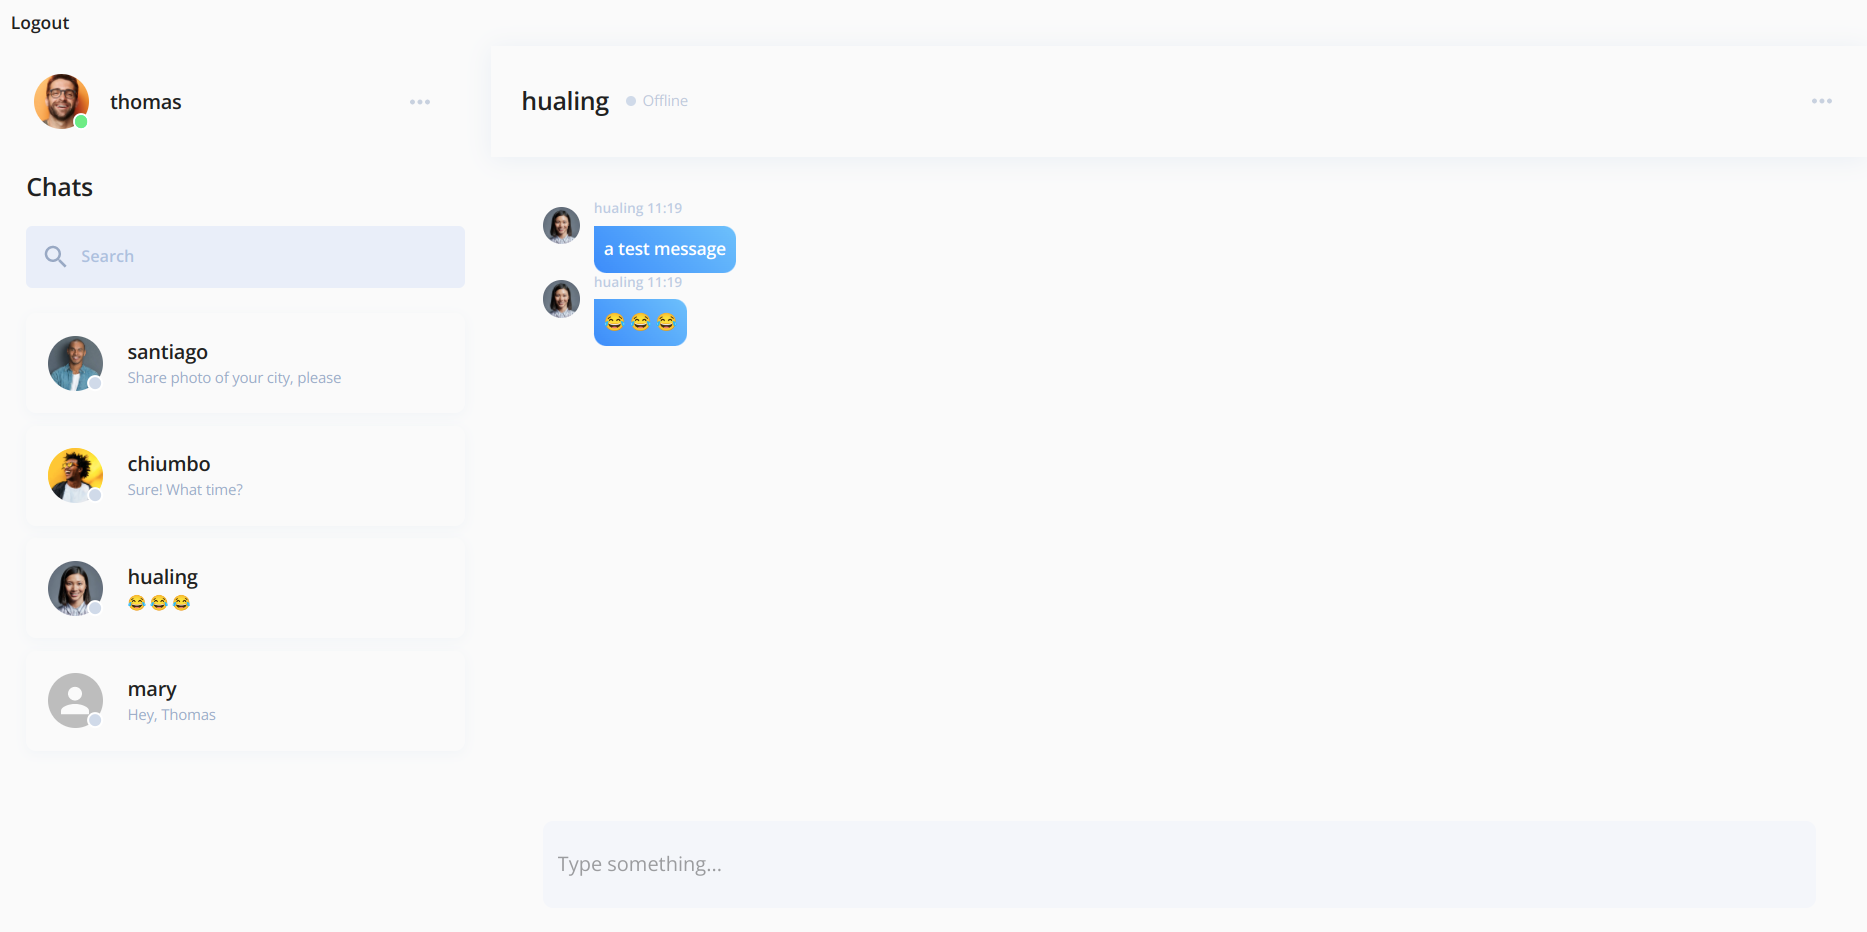 Logout
thomas
Chats
Search
santiago
Share photo of your city, please
chiumbo
Sure! What time?
hualing
😂 😂 😂
mary
Hey, Thomas
hualing
Offline
hualing 11:19
a test message
hualing 11:19
😂 😂 😂
Type something...